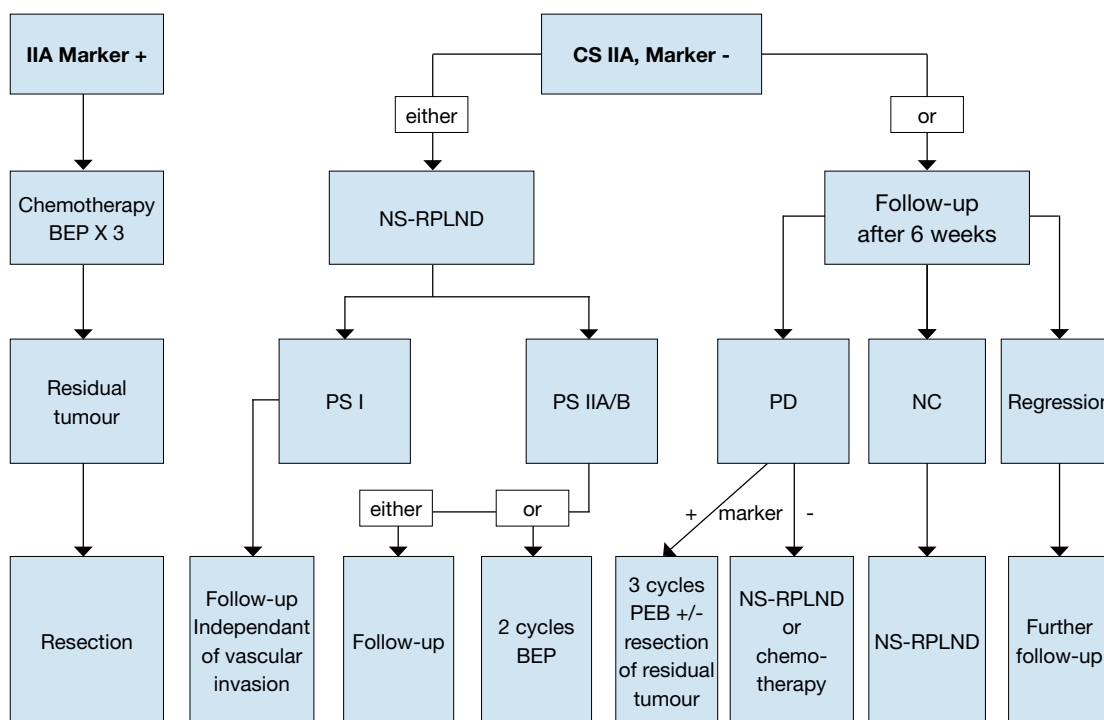 IIA Marker +
CS IIA, Marker -
either
or
Chemotherapy
BEP X 3
NS-RPLND
Follow-up
after 6 weeks
Residual
tumour
PS I
PS IIA/B
PD
NC
Regression
either
or
+ marker -
Resection
Follow-up
Independant
of vascular
invasion
Follow-up
2 cycles
BEP
3 cycles
PEB +/-
resection
of residual
tumour
NS-RPLND
or
chemo-
therapy
NS-RPLND
Further
follow-up